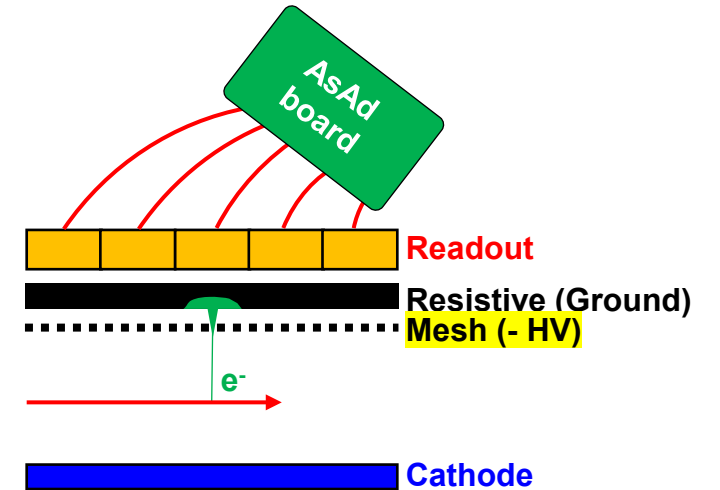 AsAd
board
Readout
Resistive (Ground)
Mesh (- HV)
e-
Cathode